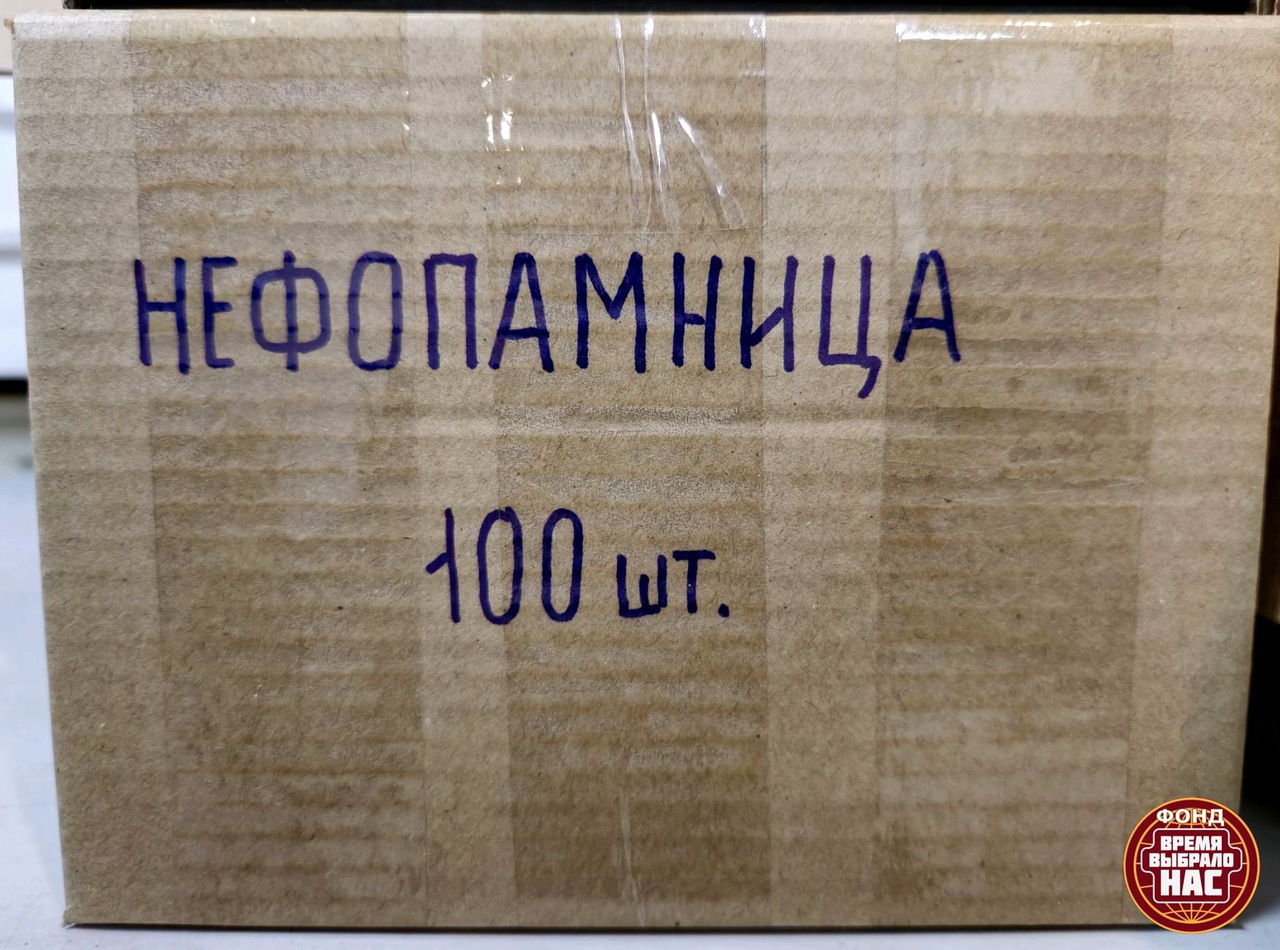 НЕФОПАМНИЦА
100 шт.
ФОНД
ВРЕМЯ
ВЫБРАЛО
НАС